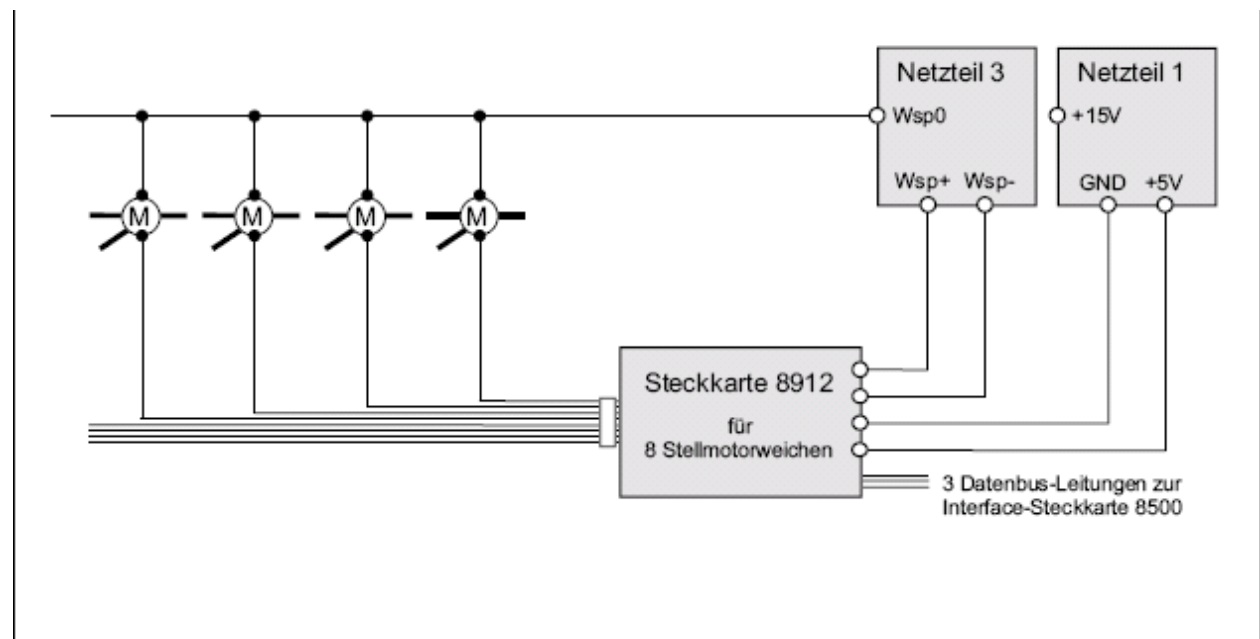 Netzteil 3
Netzteil 1
Wsp0
+15V
Wsp+ Wsp-
GND +5V
M M M M
Steckkarte 8912
für
8 Stellmotorweichen
3 Datenbus-Leitungen zur
Interface-Steckkarte 8500